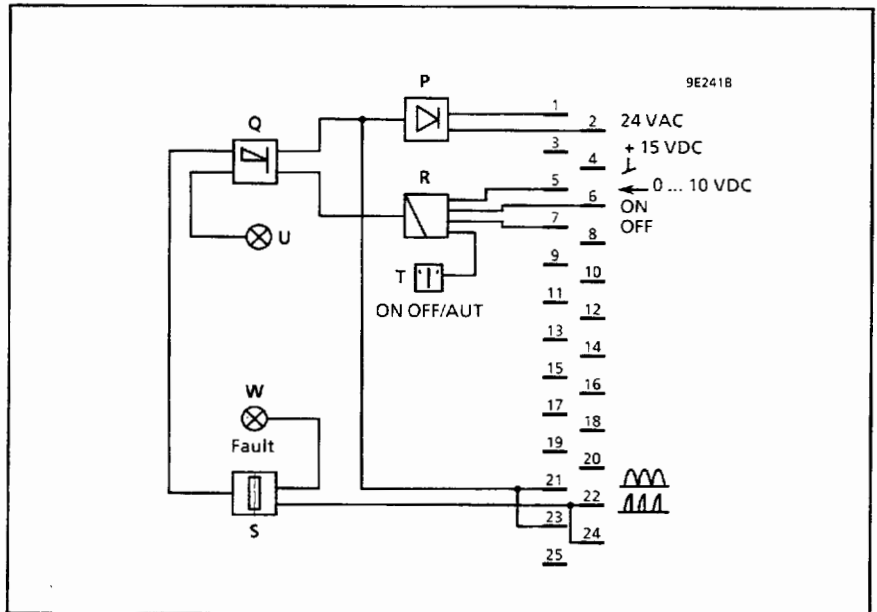 9E241B
P
1
2 24 VAC
Q
3
+ 15 VDC
4
R
5
0 ... 10 VDC
6
ON
7
OFF
8
U
9
T
10
ON OFF/AUT
11
12
13
14
15
W
16
17
Fault
18
19
20
21
22
S
23
24
25